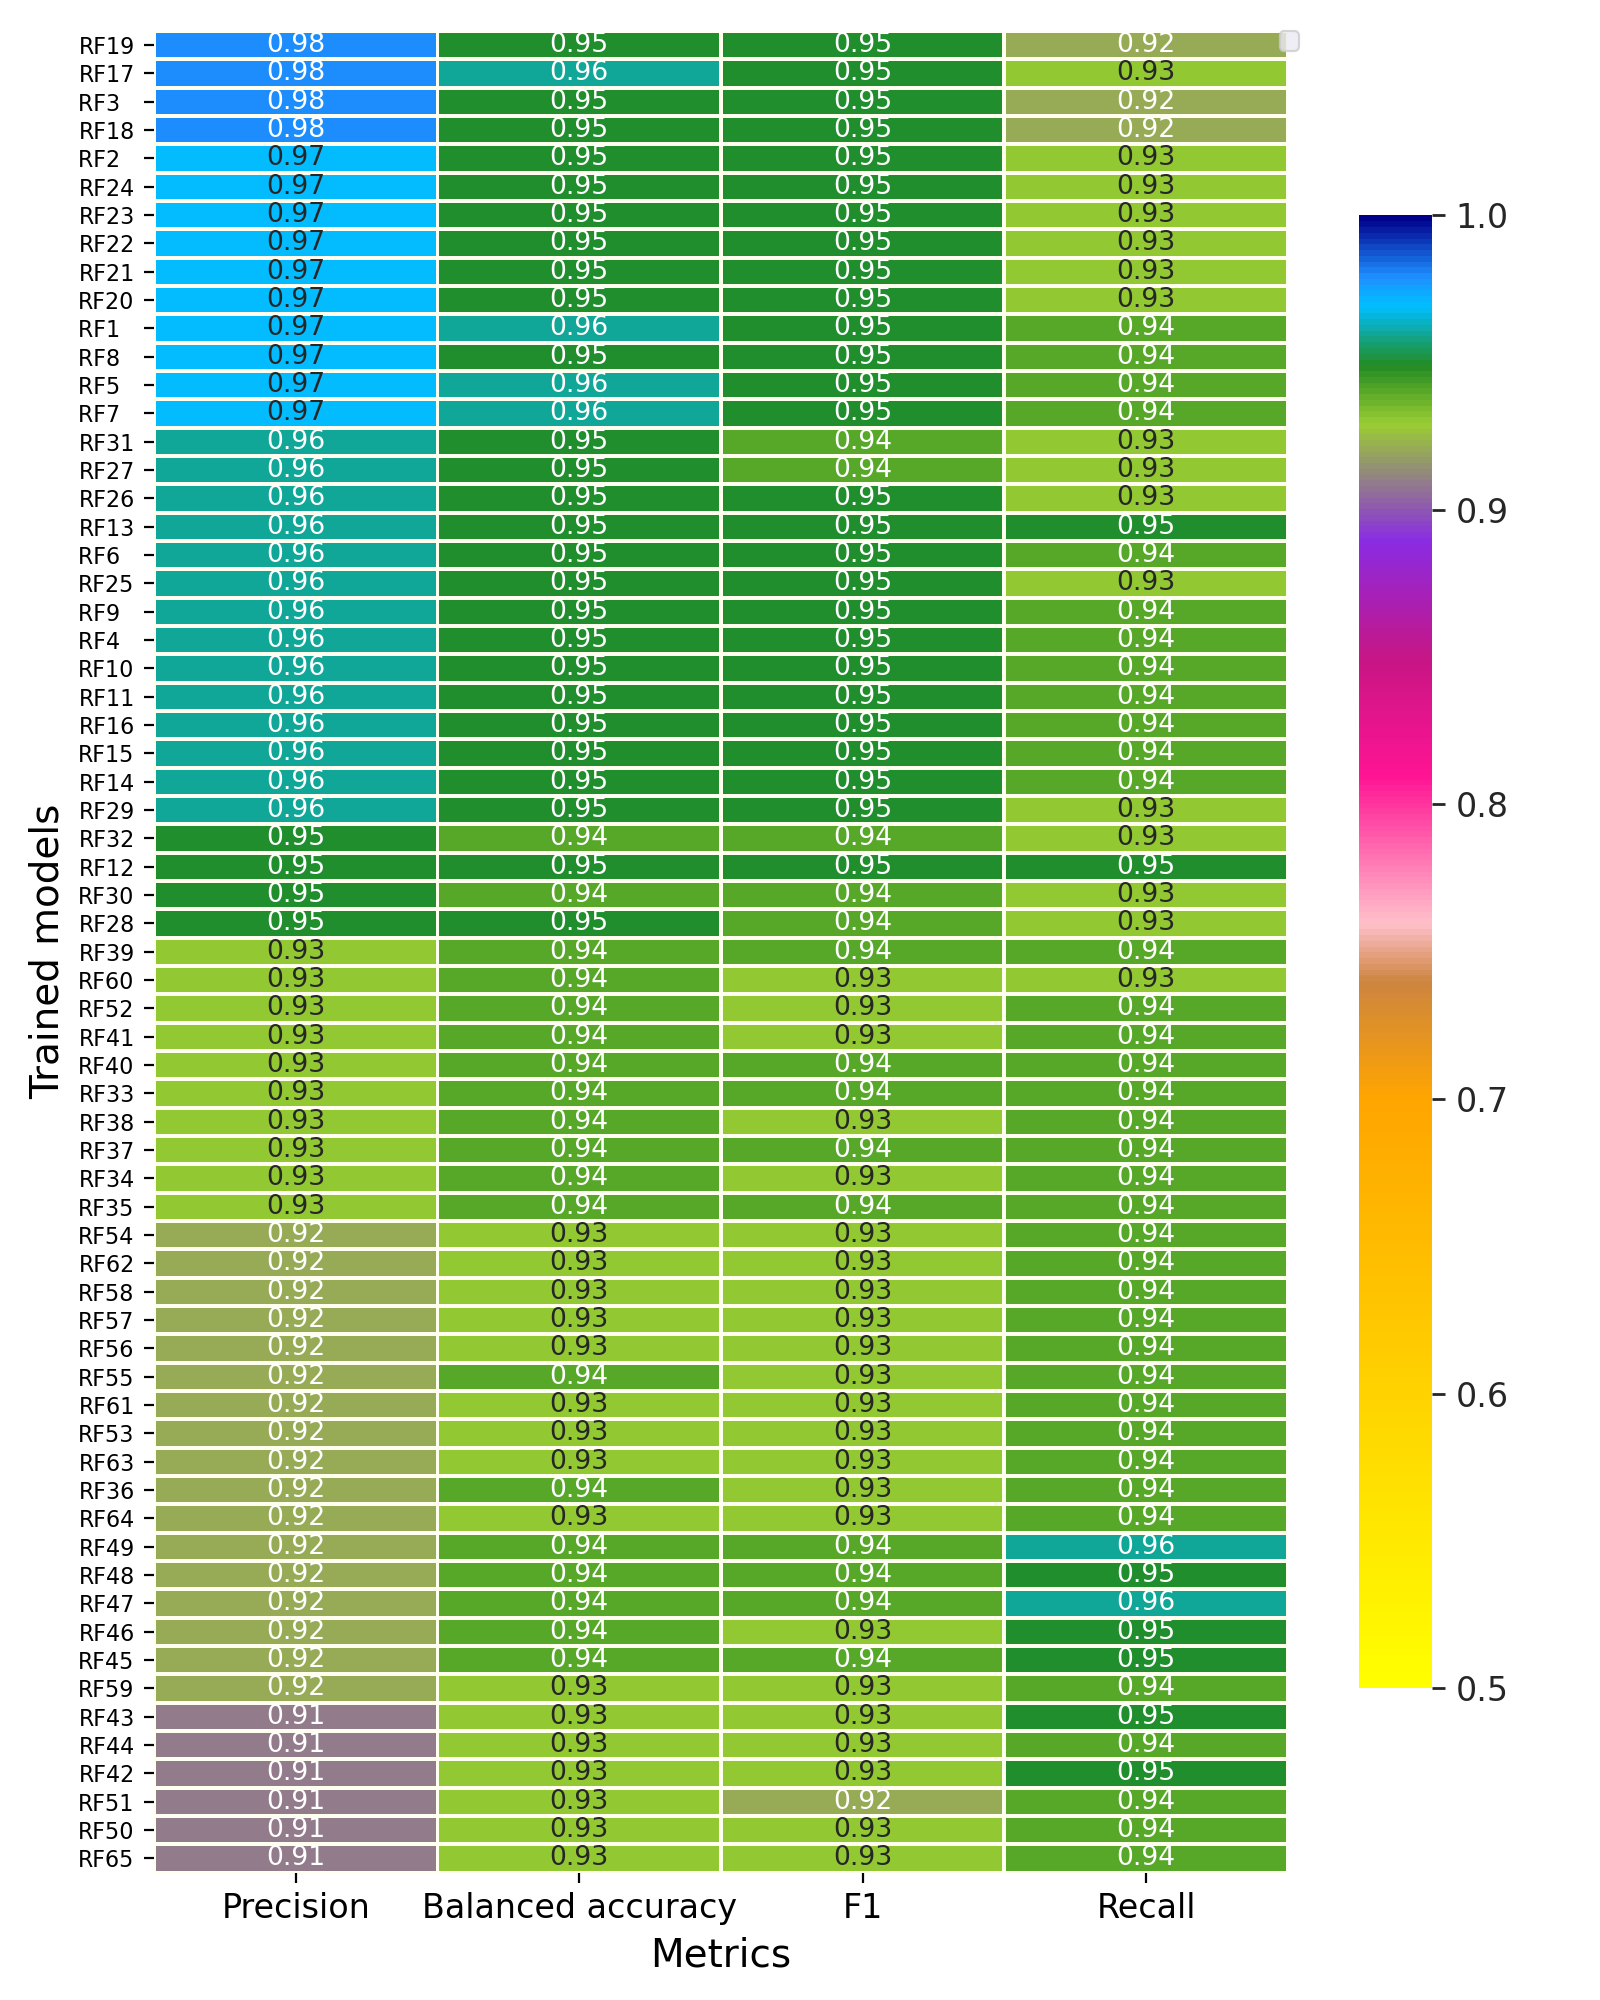 RF19 0.98 0.95 0.95 0.92
RF17 0.98 0.96 0.95 0.93
RF3 0.98 0.95 0.95 0.92
RF18 0.98 0.95 0.95 0.92
RF2 0.97 0.95 0.95 0.93
RF24 0.97 0.95 0.95 0.93
RF23 0.97 0.95 0.95 0.93
RF22 0.97 0.95 0.95 0.93
RF21 0.97 0.95 0.95 0.93
RF20 0.97 0.95 0.95 0.93
RF1 0.97 0.96 0.95 0.94
RF8 0.97 0.95 0.95 0.94
RF5 0.97 0.96 0.95 0.94
RF7 0.97 0.96 0.95 0.94
RF31 0.96 0.95 0.94 0.93
RF27 0.96 0.95 0.94 0.93
RF26 0.96 0.95 0.95 0.93
RF13 0.96 0.95 0.95 0.95
RF6 0.96 0.95 0.95 0.94
RF25 0.96 0.95 0.95 0.93
RF9 0.96 0.95 0.95 0.94
RF4 0.96 0.95 0.95 0.94
RF10 0.96 0.95 0.95 0.94
RF11 0.96 0.95 0.95 0.94
RF16 0.96 0.95 0.95 0.94
RF15 0.96 0.95 0.95 0.94
RF14 0.96 0.95 0.95 0.94
RF29 0.96 0.95 0.95 0.93
RF32 0.95 0.94 0.94 0.93
RF12 0.95 0.95 0.95 0.95
RF30 0.95 0.94 0.94 0.93
RF28 0.95 0.95 0.94 0.93
RF39 0.93 0.94 0.94 0.94
RF60 0.93 0.94 0.93 0.93
RF52 0.93 0.94 0.93 0.94
RF41 0.93 0.94 0.93 0.94
RF40 0.93 0.94 0.94 0.94
RF33 0.93 0.94 0.94 0.94
RF38 0.93 0.94 0.93 0.94
RF37 0.93 0.94 0.94 0.94
RF34 0.93 0.94 0.93 0.94
RF35 0.93 0.94 0.94 0.94
RF54 0.92 0.93 0.93 0.94
RF62 0.92 0.93 0.93 0.94
RF58 0.92 0.93 0.93 0.94
RF57 0.92 0.93 0.93 0.94
RF56 0.92 0.93 0.93 0.94
RF55 0.92 0.94 0.93 0.94
RF61 0.92 0.93 0.93 0.94
RF53 0.92 0.93 0.93 0.94
RF63 0.92 0.93 0.93 0.94
RF36 0.92 0.94 0.93 0.94
RF64 0.92 0.93 0.93 0.94
RF49 0.92 0.94 0.94 0.96
RF48 0.92 0.94 0.94 0.95
RF47 0.92 0.94 0.94 0.96
RF46 0.92 0.94 0.93 0.95
RF45 0.92 0.94 0.94 0.95
RF59 0.92 0.93 0.93 0.94
RF43 0.91 0.93 0.93 0.95
RF44 0.91 0.93 0.93 0.94
RF42 0.91 0.93 0.93 0.95
RF51 0.91 0.93 0.92 0.94
RF50 0.91 0.93 0.93 0.94
RF65 0.91 0.93 0.93 0.94
Trained models
Precision Balanced accuracy F1 Recall
Metrics
1.0
0.9
0.8
0.7
0.6
0.5